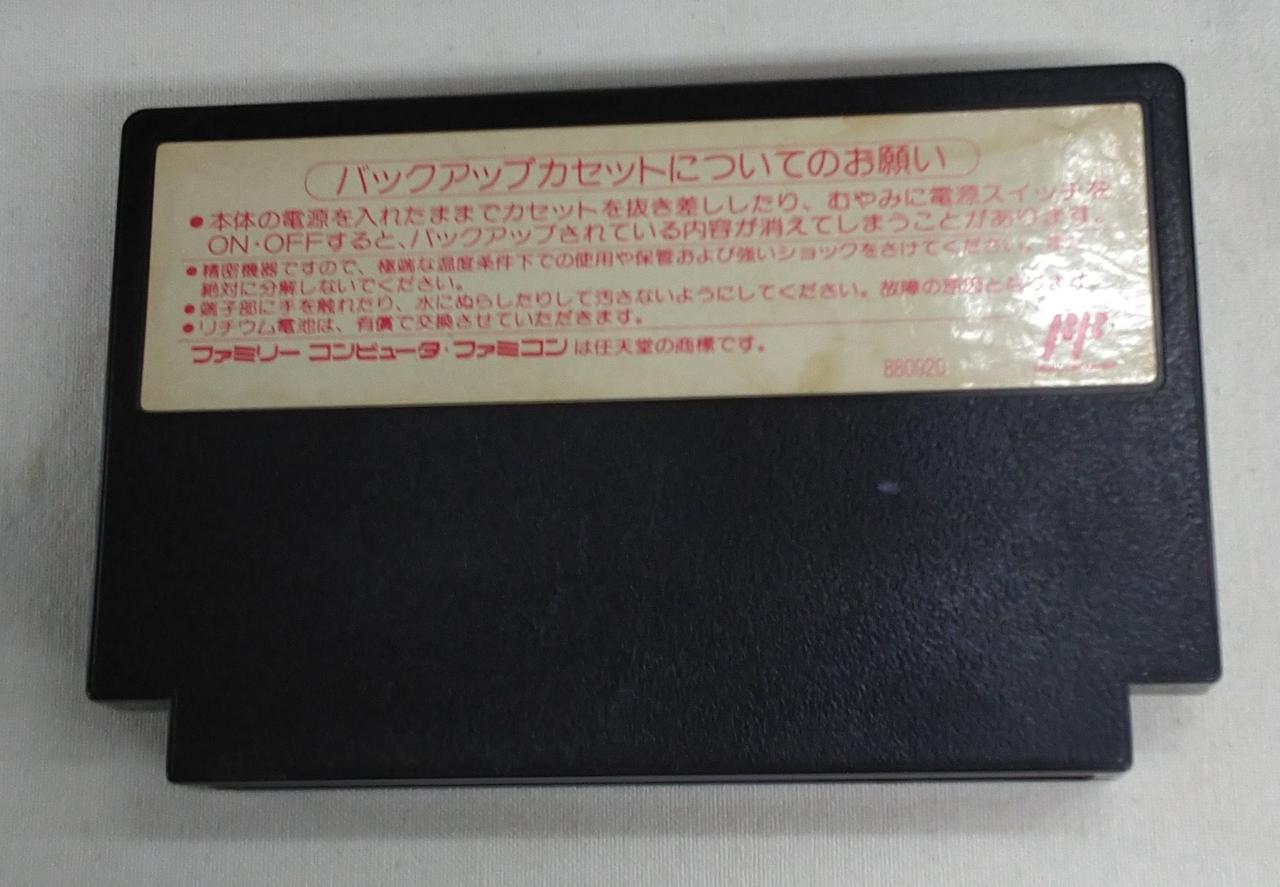 バックアップカセットについてのお願い
●本体の電源を入れたままでカセットを抜き差ししたり、むやみに電源スイッチを
ON・OFFすると、バックアップされている内容が消えてしまうことがあります。
●精密機器ですので、極端な温度条件下での使用や保管および強いショックをさけてください。また、
絶対に分解しないでください。
●端子部に手を触れたり、水にぬらしたりして汚さないようにしてください。故障の原因となります。
●リチウム電池は、有償で交換させていただきます。
ファミリーコンピュータ・ファミコンは任天堂の商標です。
880920